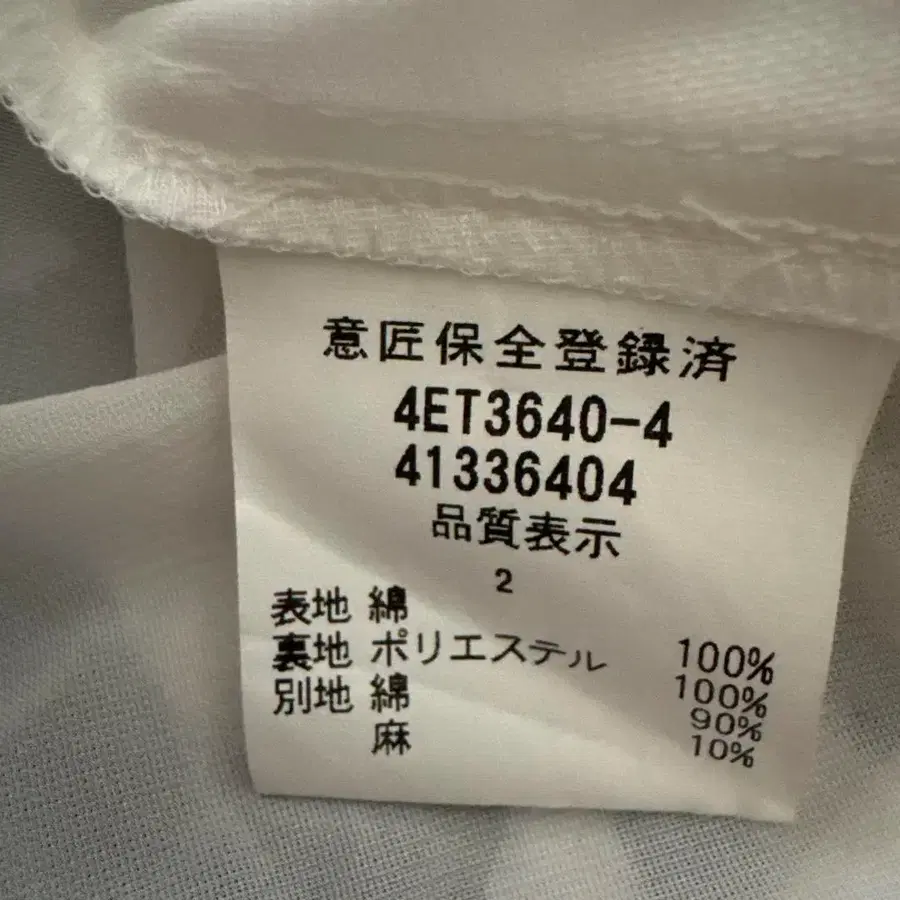 意匠保全登録済
4ET3640-4
41336404
品質表示
2
表地 綿 100%
裏地 ポリエステル 100%
別地 綿 90%
麻 10%